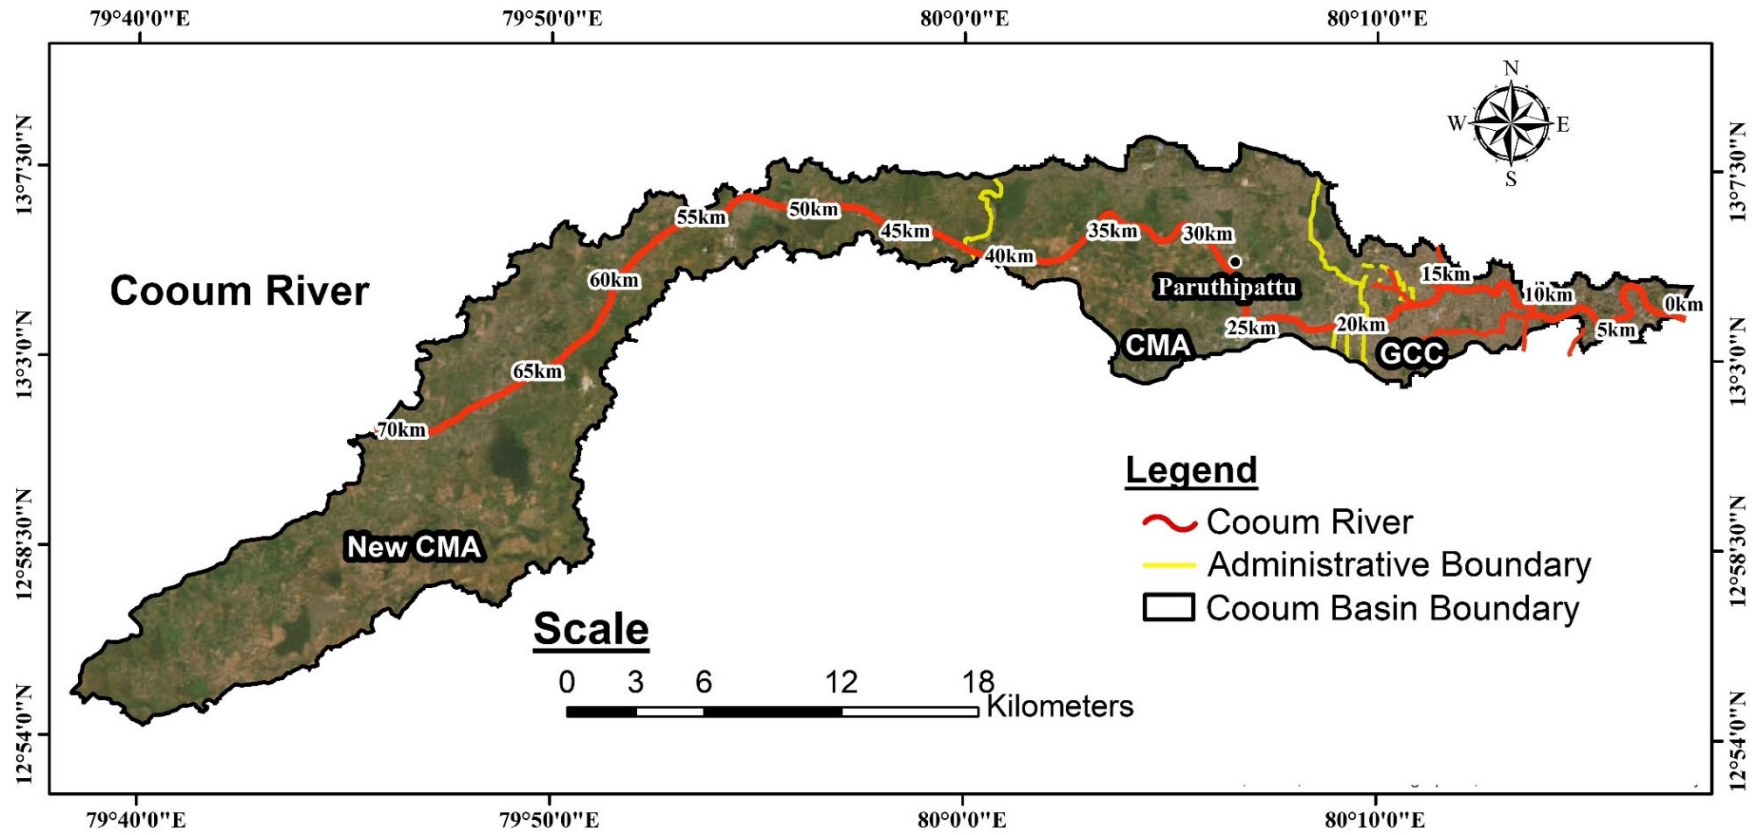 79°40'0"E 79°50'0"E 80°0'0"E 80°10'0"E
N
W E
S
13°7'30"N 13°7'30"N
55km 50km 45km 40km 35km 30km
60km 15km
Cooum River
Paruthipattu 10km 0km
25km 20km 5km
CMA GCC
13°3'0"N 13°3'0"N
65km
70km
Legend
Cooum River
New CMA
Administrative Boundary
12°58'30"N 12°58'30"N
Cooum Basin Boundary
Scale
0 3 6 12 18
Kilometers
12°54'0"N 12°54'0"N
79°40'0"E 79°50'0"E 80°0'0"E 80°10'0"E